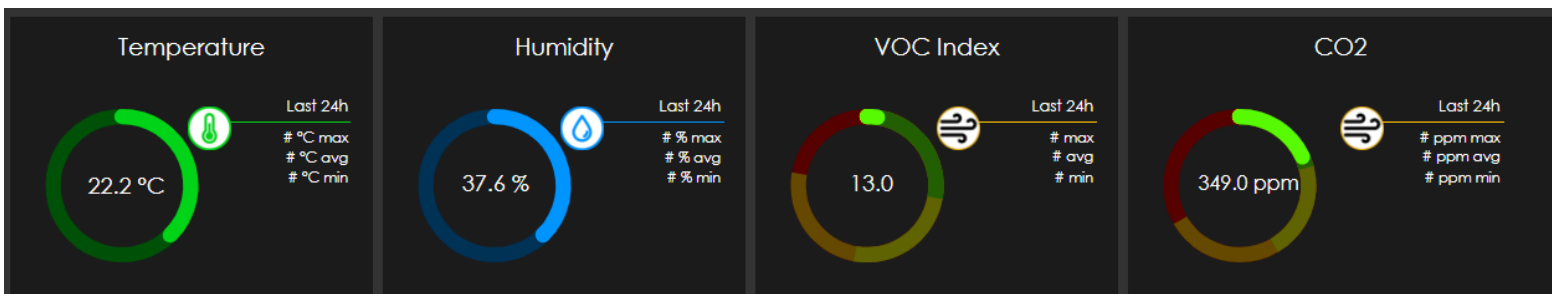 Temperature
Last 24h
# °C max
# °C avg
# °C min
22.2 °C
Humidity
Last 24h
# % max
# % avg
# % min
37.6 %
VOC Index
Last 24h
# max
# avg
# min
13.0
CO2
Last 24h
# ppm max
# ppm avg
# ppm min
349.0 ppm